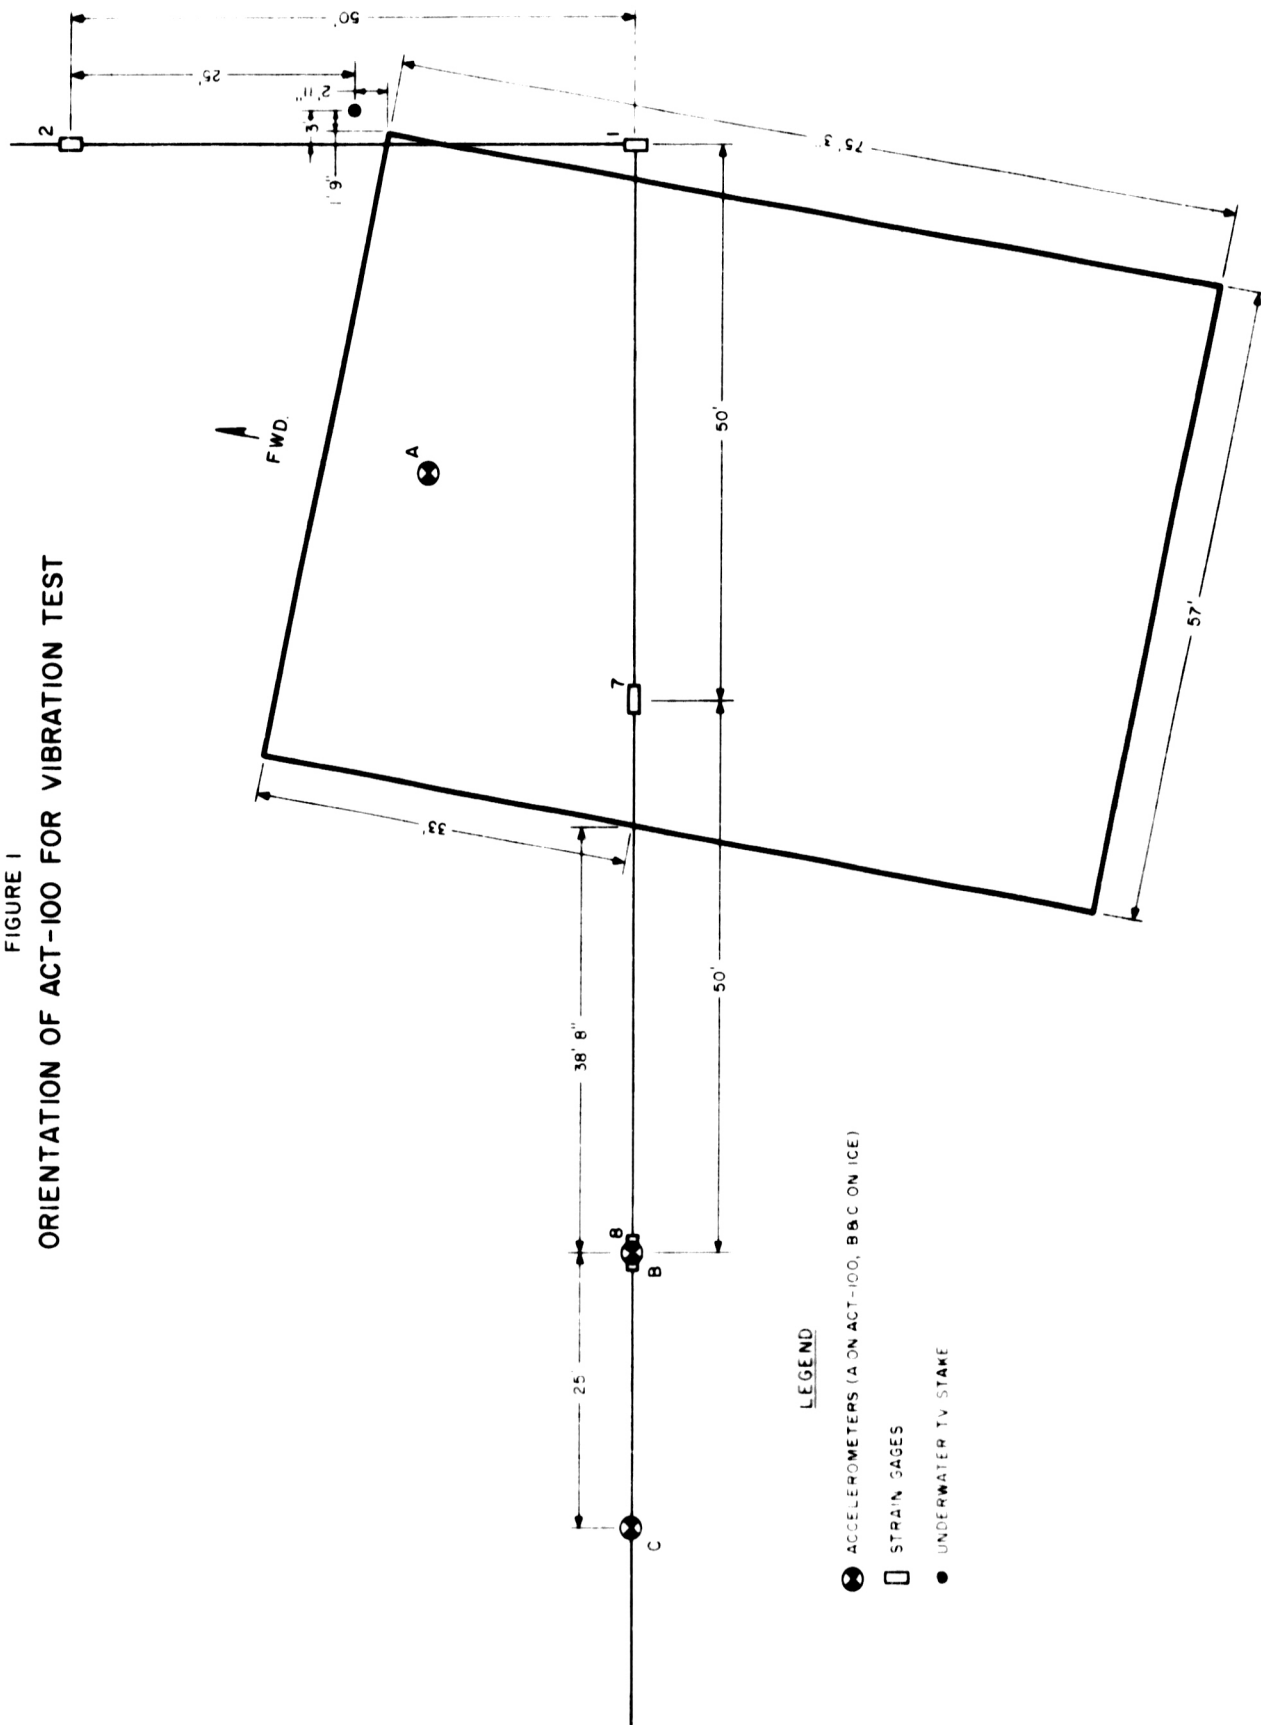 FIGURE 1
ORIENTATION OF ACT-100 FOR VIBRATION TEST
50'
25'
2' 11"
3'
1' 9"
2
1
75' 3"
FWD.
A
50'
7
33'
57'
38' 8"
50'
8
B
25'
C
LEGEND
ACCELEROMETERS (A ON ACT-100, B&C ON ICE)
STRAIN GAGES
UNDERWATER TV STAKE